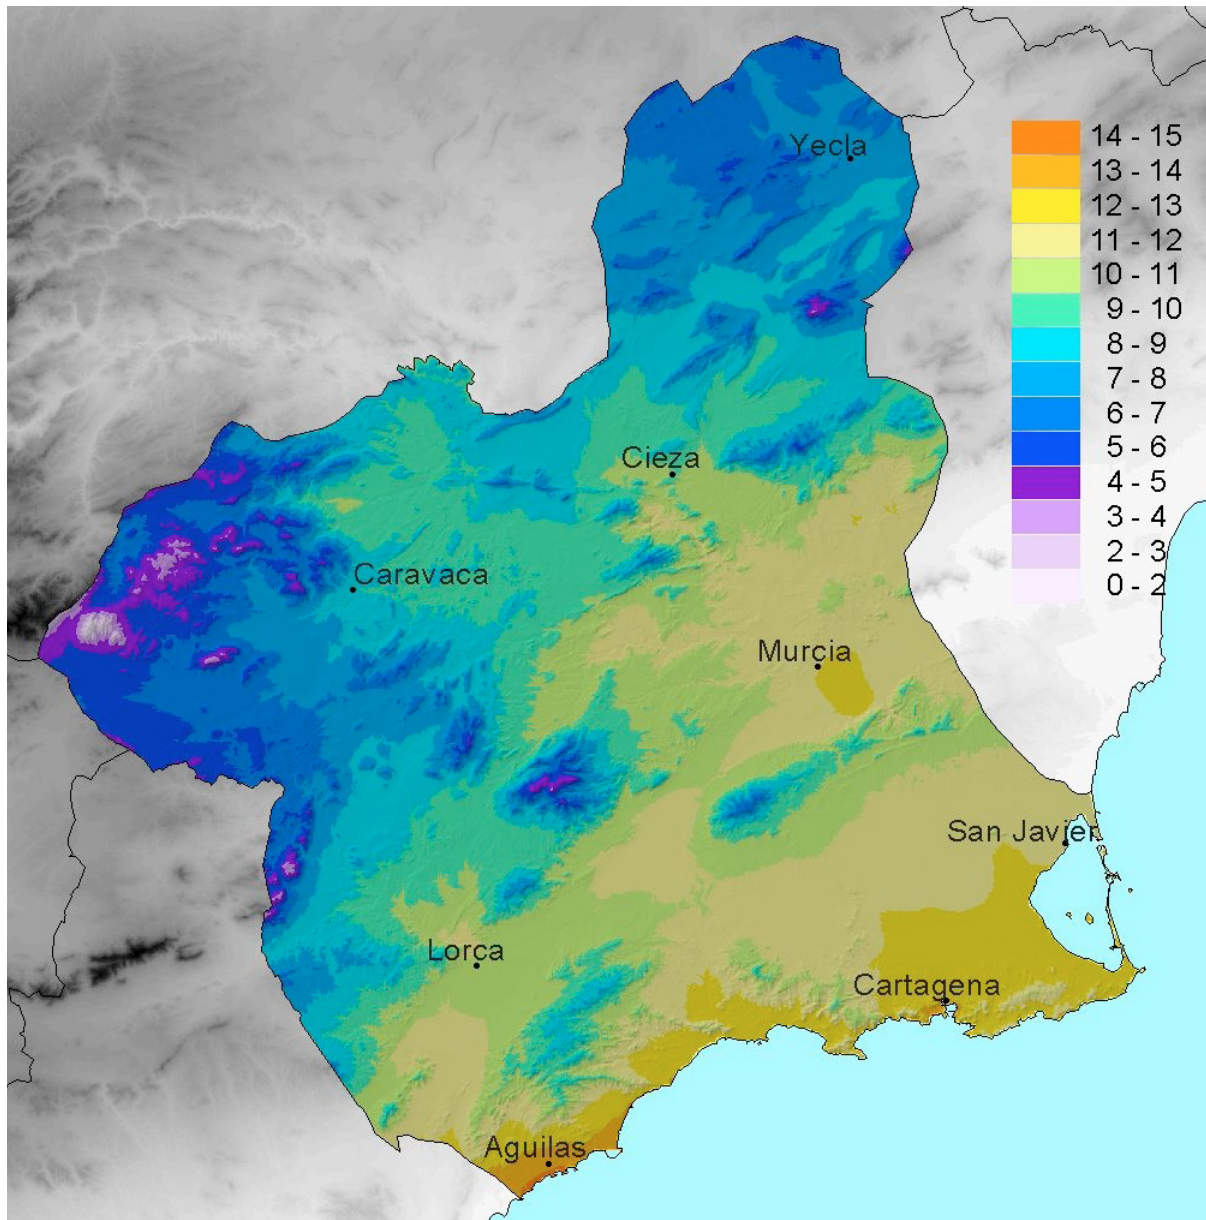 Yecla
14 - 15
13 - 14
12 - 13
11 - 12
10 - 11
9 - 10
8 - 9
7 - 8
6 - 7
5 - 6
4 - 5
3 - 4
2 - 3
0 - 2
Cieza
Caravaca
Murcia
San Javier
Lorca
Cartagena
Aguilas